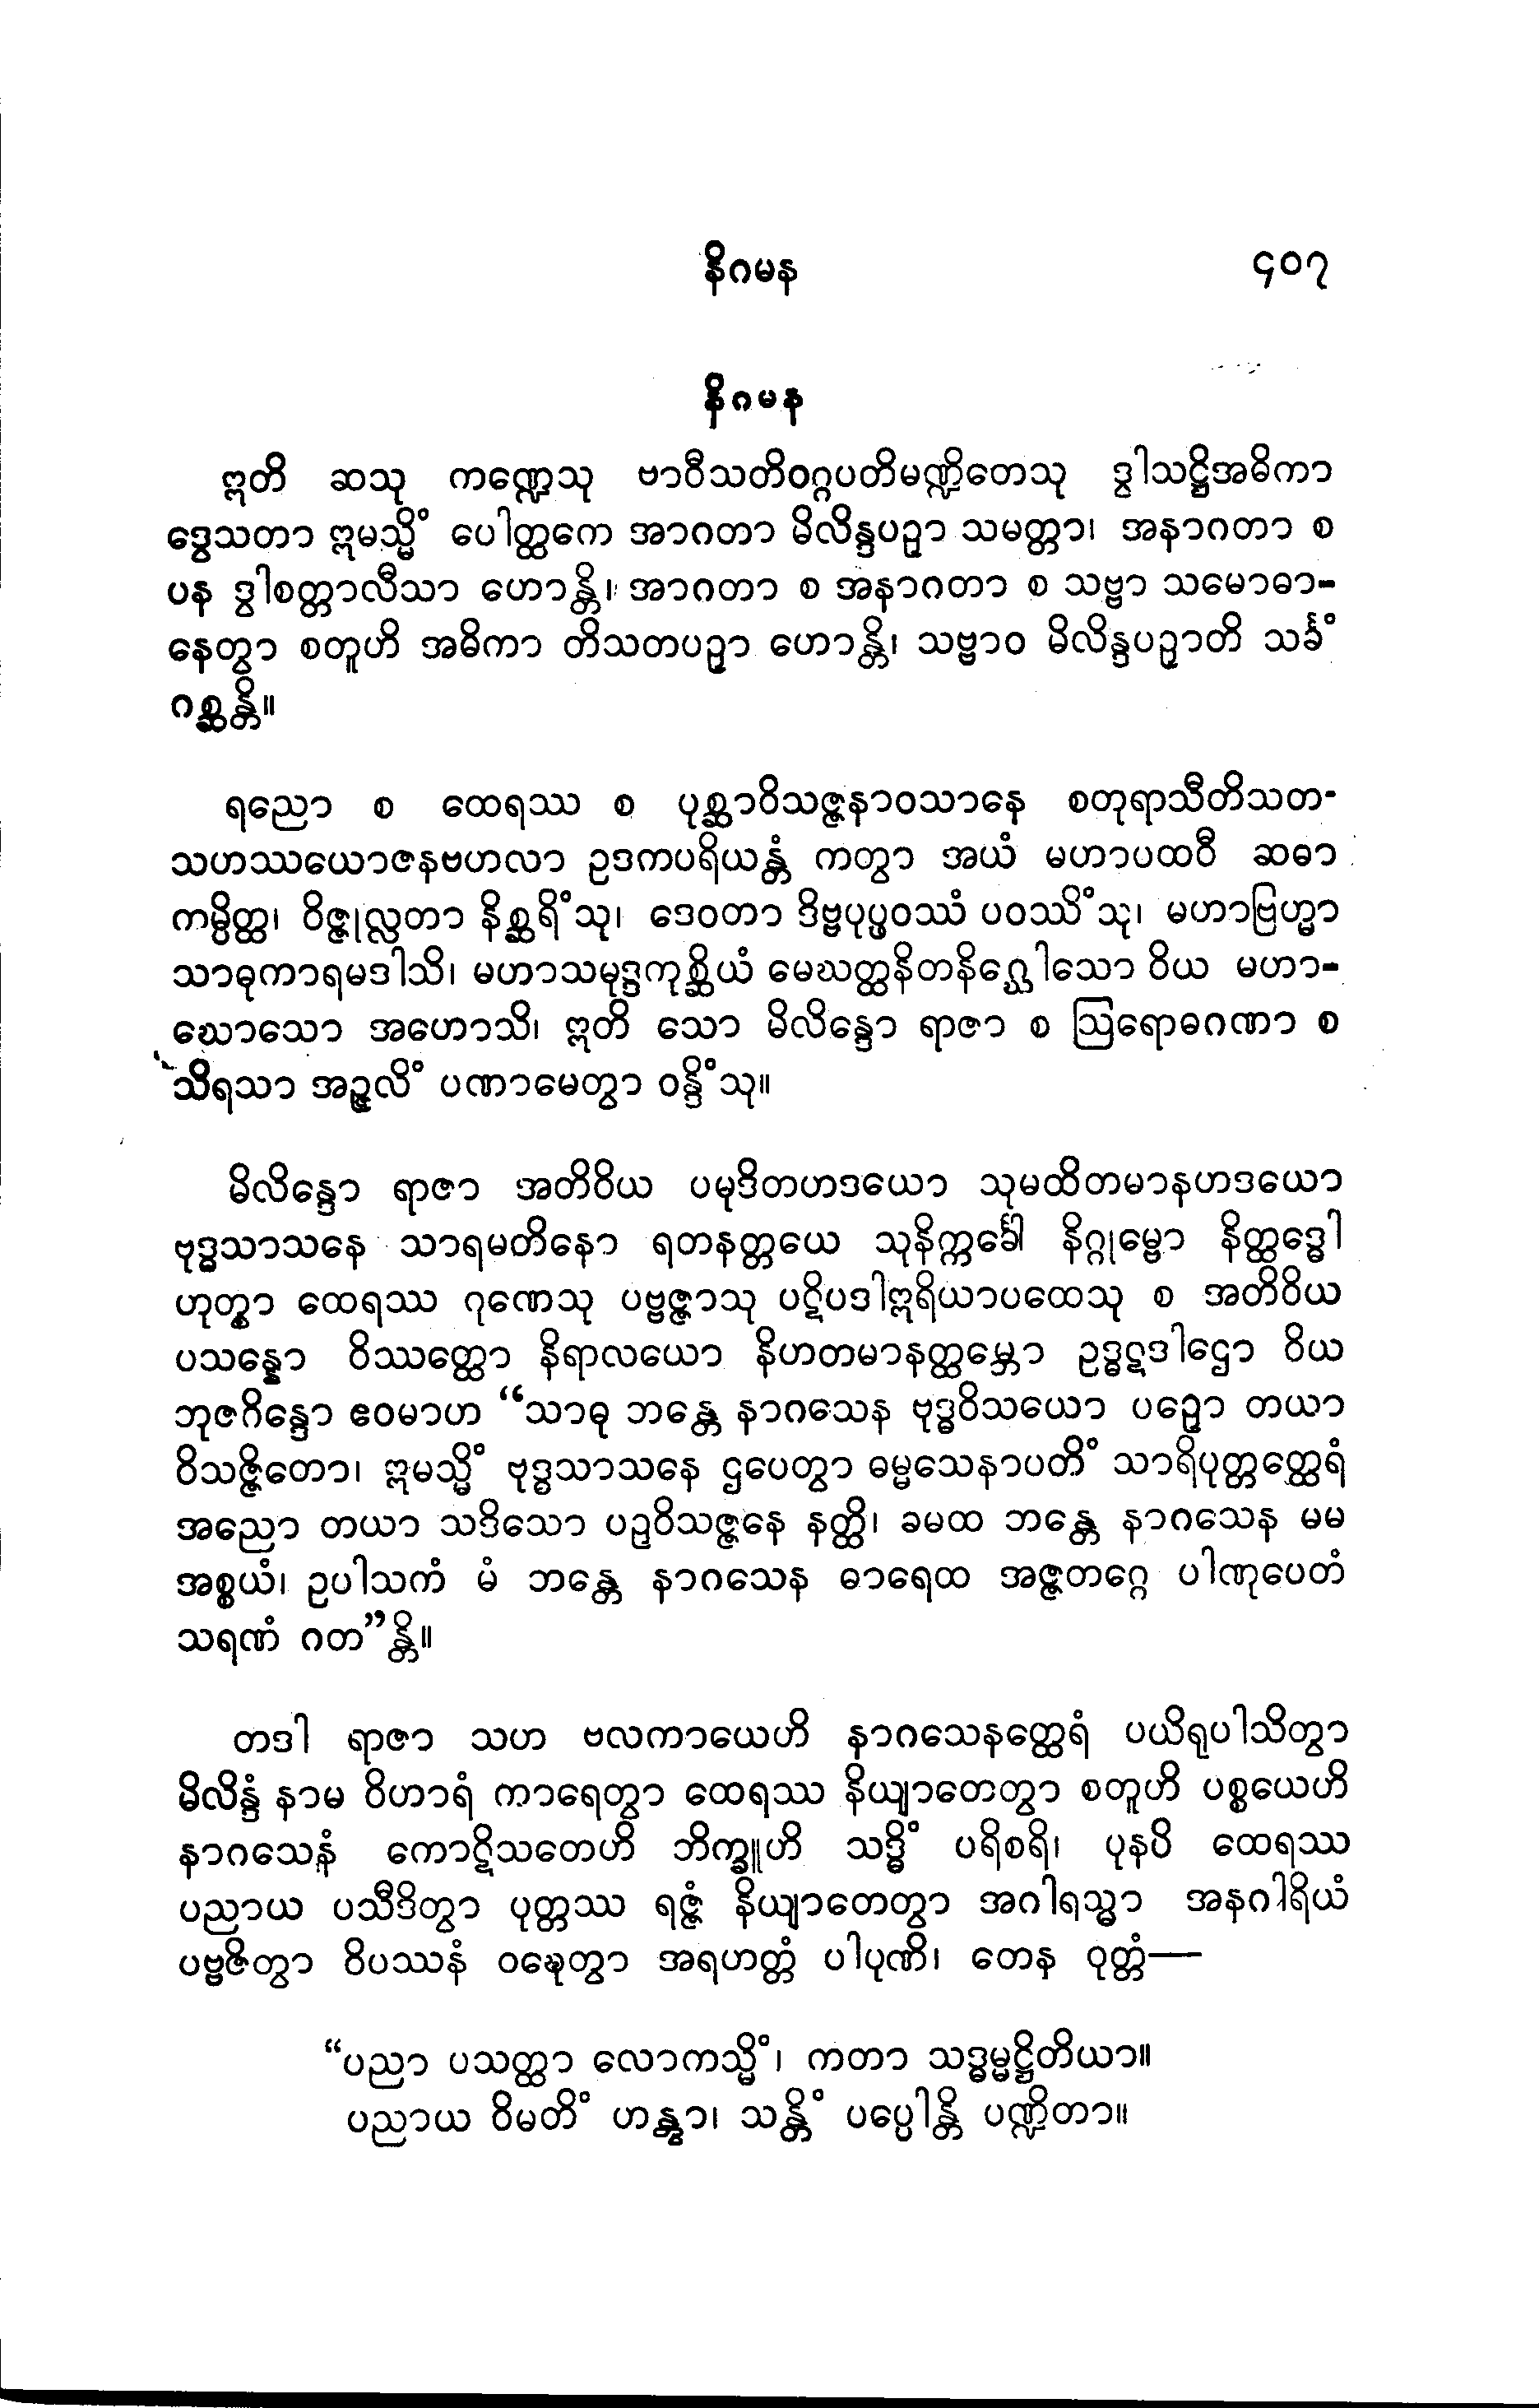 နိဂမန ၄၀၇
နိဂမန
ဣတိ ဆသု ကဏ္ဍေသု ဗာဝီသတိဝဂ္ဂပတိမဏ္ဍိတေသု ဒွါသဋ္ဌိအဓိကာ
ဒွေသတာ ဣမသ္မိံ ပေါတ္ထကေ အာဂတာ မိလိန္ဒပဉှာ သမတ္တာ၊ အနာဂတာ စ
ပန ဒွါစတ္တာလီသာ ဟောန္တိ၊ အာဂတာ စ အနာဂတာ စ သဗ္ဗာ သမောဓာ-
နေတွာ စတူဟိ အဓိကာ တိသတပဉှာ ဟောန္တိ၊ သဗ္ဗာဝ မိလိန္ဒပဉှာတိ သင်္ခံ
ဂစ္ဆန္တိ။
ရညော စ ထေရဿ စ ပုစ္ဆာဝိသဇ္ဇနာဝသာနေ စတုရာသီတိသတ-
သဟဿယောဇနဗဟလာ ဥဒကပရိယန္တံ ကတွာ အယံ မဟာပထဝီ ဆဓာ
ကမ္ပိတ္ထ၊ ဝိဇ္ဇုလ္လတာ နိစ္ဆရိံသု၊ ဒေဝတာ ဒိဗ္ဗပုပ္ဖဝဿံ ပဝဿိံသု၊ မဟာဗြဟ္မာ
သာဓုကာရမဒါသိ၊ မဟာသမုဒ္ဒကုစ္ဆိယံ မေဃတ္ထနိတနိဂ္ဃေါသော ဝိယ မဟာ-
ဃောသော အဟောသိ၊ ဣတိ သော မိလိန္ဒော ရာဇာ စ ဩရောဓဂဏာ စ
သိရသာ အဉ္ဇလိံ ပဏာမေတွာ ဝန္ဒိံသု။
မိလိန္ဒော ရာဇာ အတိဝိယ ပမုဒိတဟဒယော သုမထိတမာနဟဒယော
ဗုဒ္ဓသာသနေ သာရမတိနော ရတနတ္တယေ သုနိက္ကင်္ခေါ နိဂ္ဂုမ္ဗော နိတ္ထဒ္ဓေါ
ဟုတွာ ထေရဿ ဂုဏေသု ပဗ္ဗဇ္ဇာသု ပဋိပဒါဣရိယာပထေသု စ အတိဝိယ
ပသန္နော ဝိဿတ္ထော နိရာလယော နိဟတမာနတ္ထမ္ဘော ဥဒ္ဓဋဒါဌော ဝိယ
ဘုဇဂိန္ဒော ဧဝမာဟ “သာဓု ဘန္တေ နာဂသေန ဗုဒ္ဓဝိသယော ပဉှော တယာ
ဝိသဇ္ဇိတော၊ ဣမသ္မိံ ဗုဒ္ဓသာသနေ ဌပေတွာ ဓမ္မသေနာပတိံ သာရိပုတ္တတ္ထေရံ
အညော တယာ သဒိသော ပဉှဝိသဇ္ဇနေ နတ္ထိ၊ ခမထ ဘန္တေ နာဂသေန မမ
အစ္စယံ၊ ဥပါသကံ မံ ဘန္တေ နာဂသေန ဓာရေထ အဇ္ဇတဂ္ဂေ ပါဏုပေတံ
သရဏံ ဂတ”န္တိ။
တဒါ ရာဇာ သဟ ဗလကာယေဟိ နာဂသေနတ္ထေရံ ပယိရုပါသိတွာ
မိလိန္ဒံ နာမ ဝိဟာရံ ကာရေတွာ ထေရဿ နိယျာတေတွာ စတူဟိ ပစ္စယေဟိ
နာဂသေနံ ကောဋိသတေဟိ ဘိက္ခူဟိ သဒ္ဓိံ ပရိစရိ၊ ပုနပိ ထေရဿ
ပညာယ ပသီဒိတွာ ပုတ္တဿ ရဇ္ဇံ နိယျာတေတွာ အဂါရသ္မာ အနဂါရိယံ
ပဗ္ဗဇိတွာ ဝိပဿနံ ဝဍ္ဎေတွာ အရဟတ္တံ ပါပုဏိ၊ တေန ဝုတ္တံ—
“ပညာ ပသတ္ထာ လောကသ္မိံ၊ ကတာ သဒ္ဓမ္မဋ္ဌိတိယာ။
ပညာယ ဝိမတိံ ဟန္တွာ၊ သန္တိံ ပပ္ပေါန္တိ ပဏ္ဍိတာ။